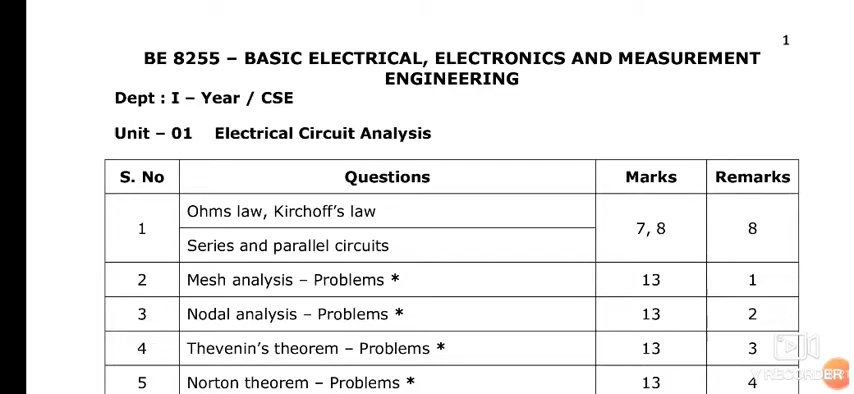 1
BE 8255 – BASIC ELECTRICAL, ELECTRONICS AND MEASUREMENT
ENGINEERING
Dept : I – Year / CSE
Unit – 01 Electrical Circuit Analysis
S. No Questions Marks Remarks
1 Ohms law, Kirchoff's law 7, 8 8
Series and parallel circuits
2 Mesh analysis – Problems * 13 1
3 Nodal analysis – Problems * 13 2
4 Thevenin's theorem – Problems * 13 3
5 Norton theorem – Problems * 13 4
V RECORDER